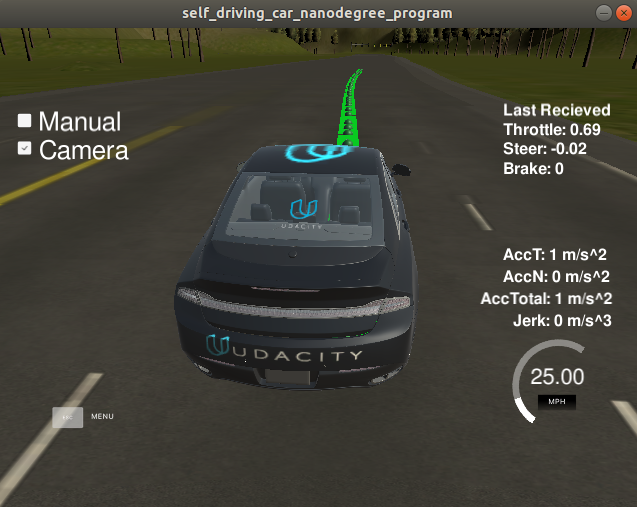 self_driving_car_nanodegree_program
Manual
Camera
Last Recieved
Throttle: 0.69
Steer: -0.02
Brake: 0
UDACITY
AccT: 1 m/s^2
AccN: 0 m/s^2
AccTotal: 1 m/s^2
Jerk: 0 m/s^3
UDACITY
25.00
MPH
MENU